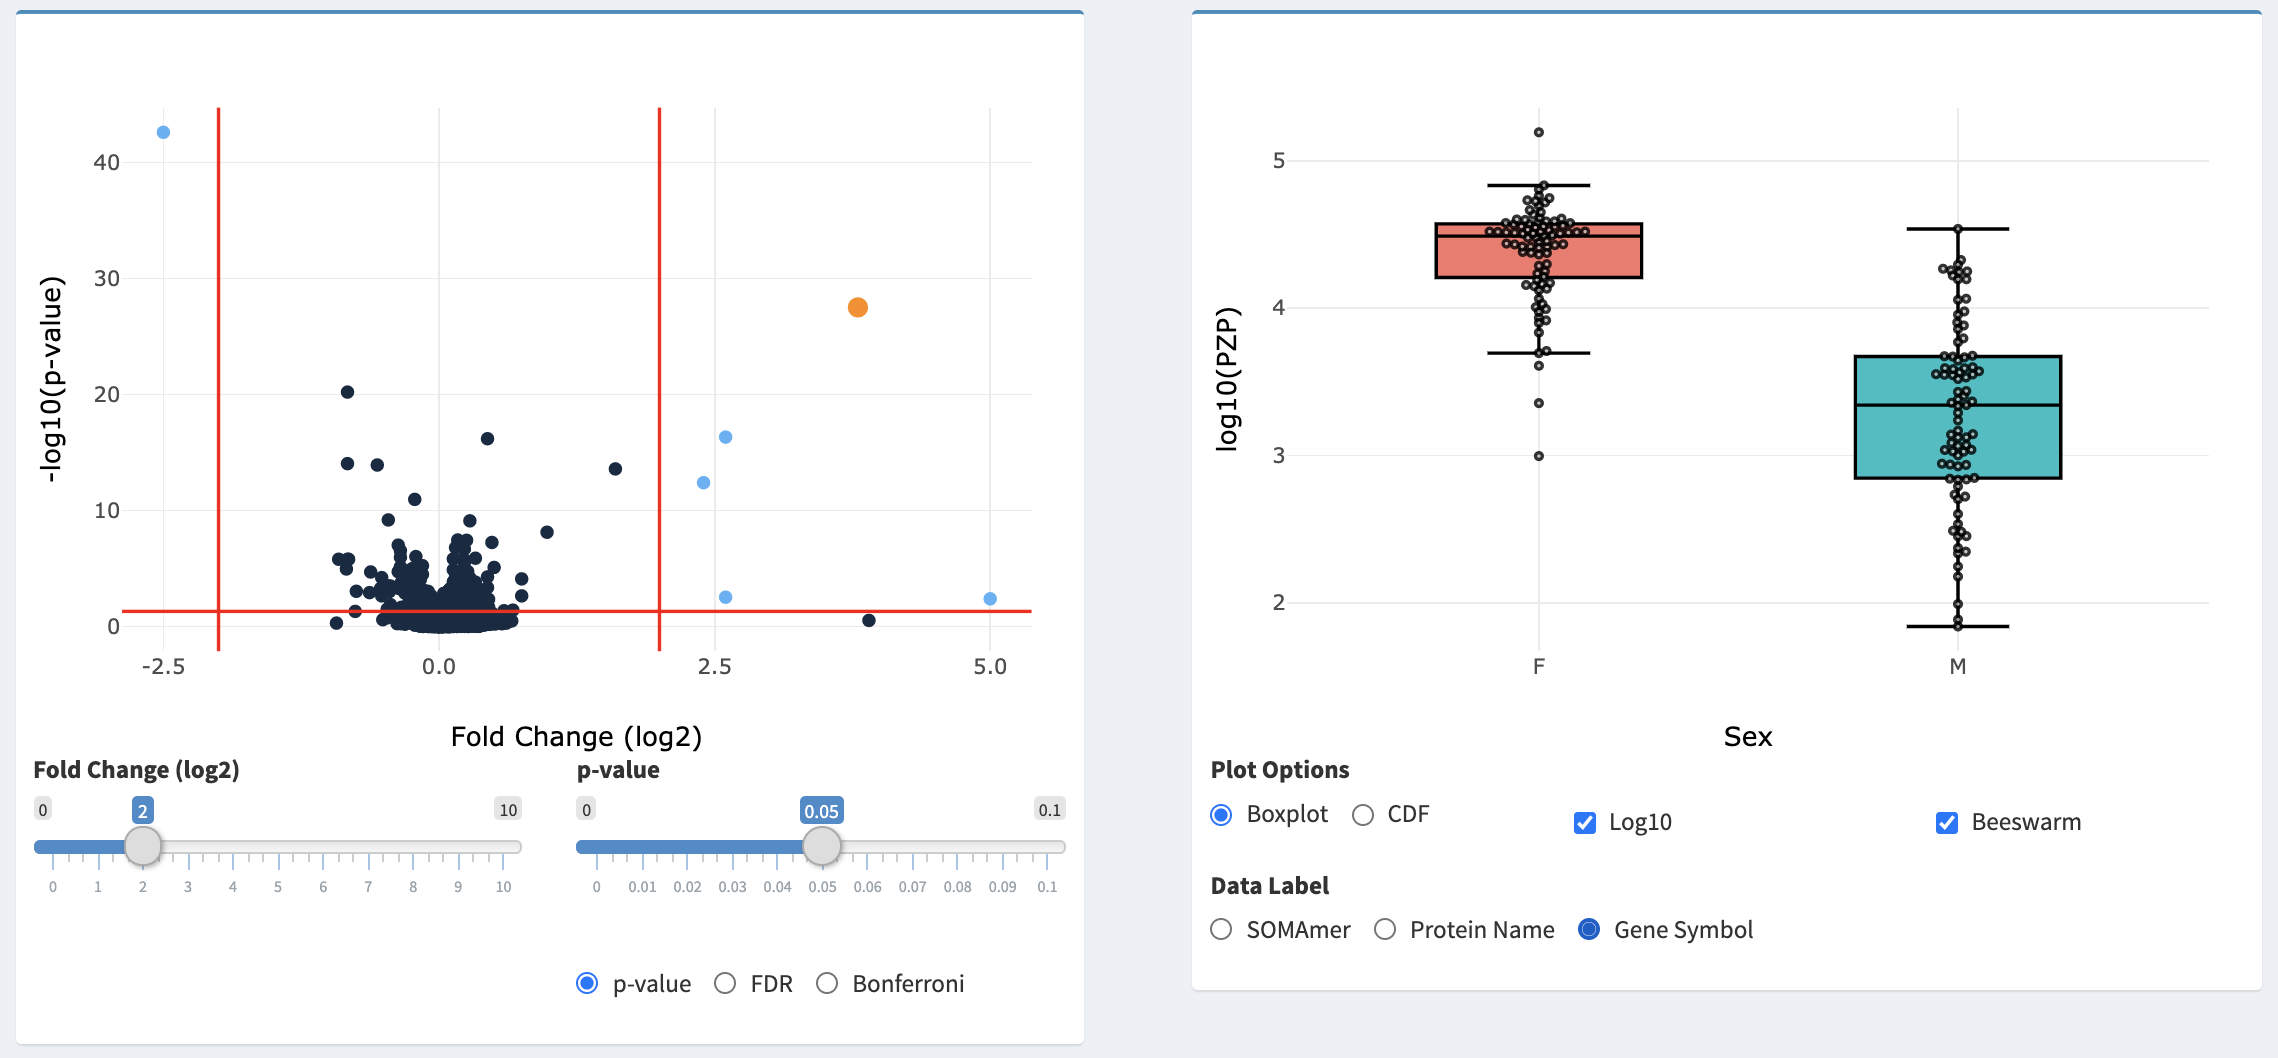 40
30
20
10
0
-log10(p-value)
-2.5 0.0 2.5 5.0
Fold Change (log2)
Fold Change (log2)
0 2 10
0 1 2 3 4 5 6 7 8 9 10
p-value
0 0.05 0.1
0 0.01 0.02 0.03 0.04 0.05 0.06 0.07 0.08 0.09 0.1
p-value FDR Bonferroni
5
4
3
2
log10(PZP)
F M
Sex
Plot Options
Boxplot CDF Log10 Beeswarm
Data Label
SOMAmer Protein Name Gene Symbol